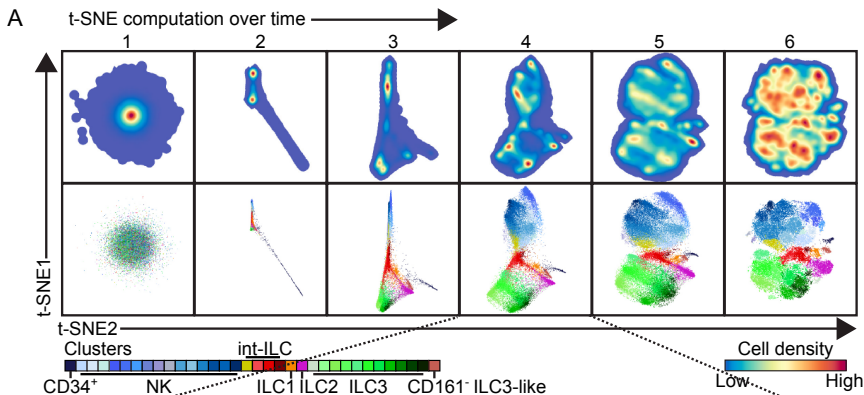 A
t-SNE computation over time
1 2 3 4 5 6
t-SNE1
t-SNE2
Clusters int-ILC Cell density
Low High
CD34+ NK ILC1 ILC2 ILC3 CD161- ILC3-like